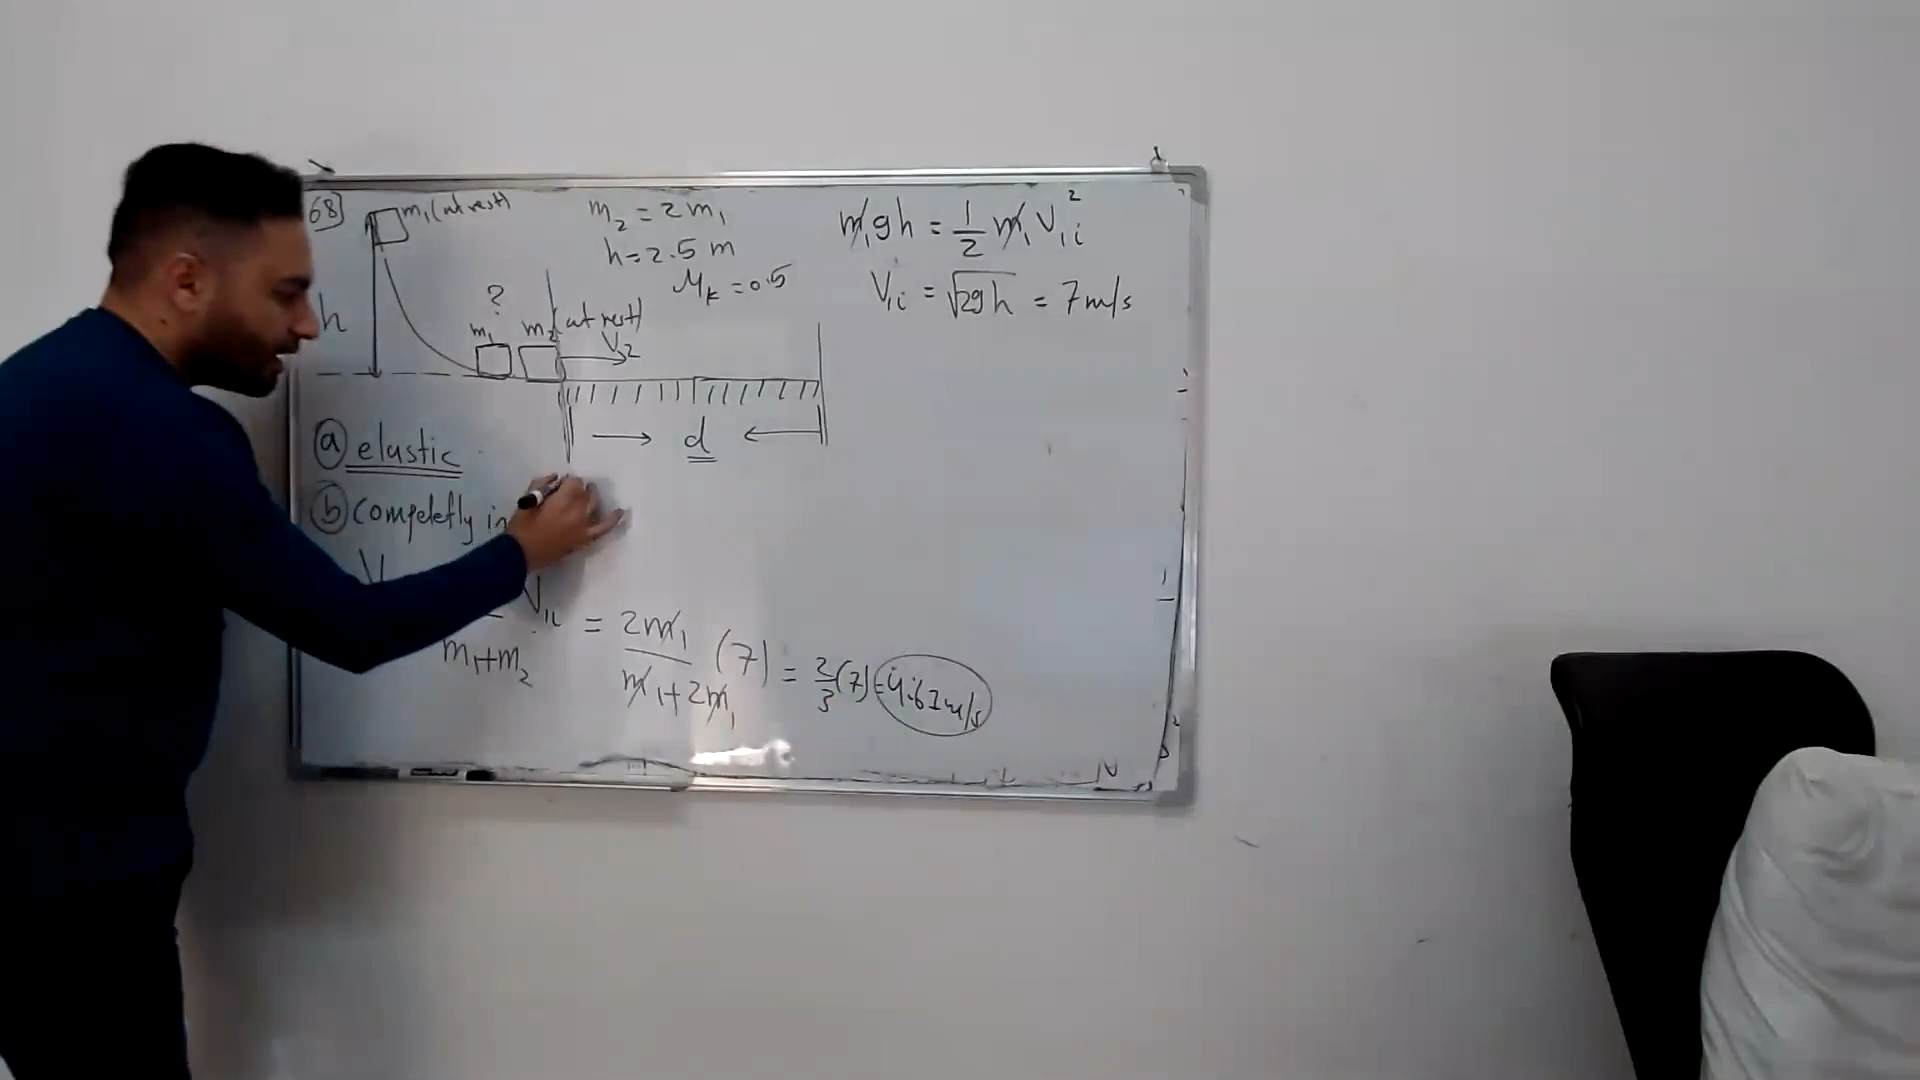 68
m₁ (at rest)
m₂ = 2m₁
h = 2.5 m
μₖ = 0.5
m₁gh = 1/2 m₁ V₁ᵢ²
V₁ᵢ = √2gh = 7 m/s
h
?
m₁ m₂ (at rest)
V₂
d
ⓐ elastic
ⓑ compeletly in
V
m₁+m₂ V₁ᵢ = 2m₁ / m₁+2m₁ (7) = 2/3 (7) = 4.67 m/s